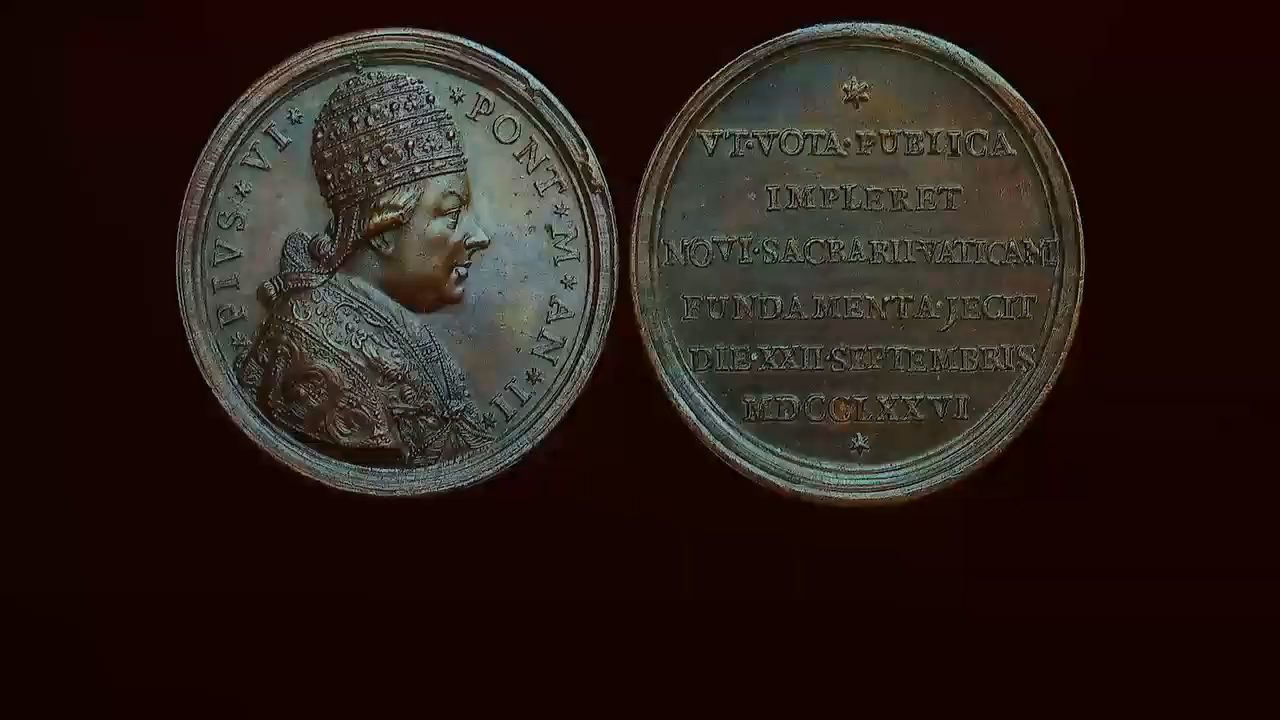 * PIVS * VI * * PONT * M * AN * II *
VT·VOTA·PUBLICA
IMPLERET
NOVI·SACRARII·VATICANI
FUNDAMENTA·JECIT
DIE·XXII·SEPTEMBRIS
MDCCLXXVI